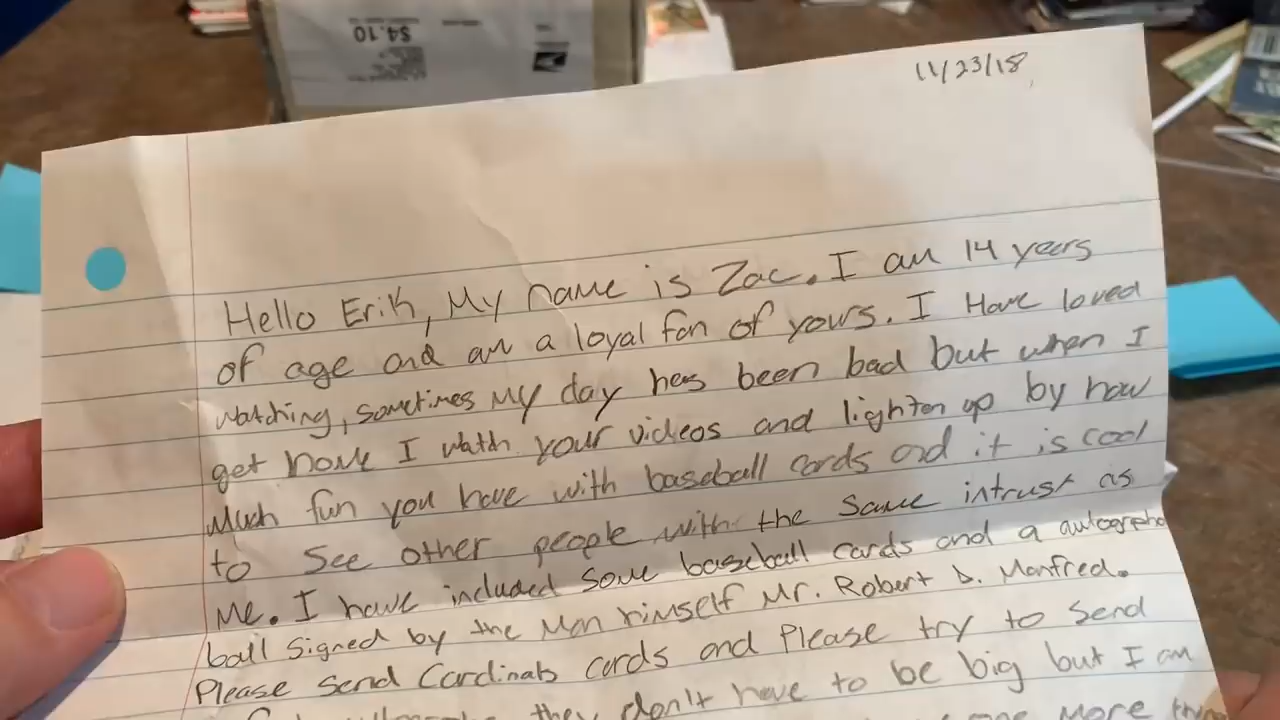 $4.10
11/23/18
Hello Erik, My name is Zac. I am 14 years
of age and am a loyal fan of yours. I Have loved
watching, sometimes My day has been bad but when I
get home I wath your videos and lighten up by how
Much fun you have with baseball cards and it is cool
to see other people with the same intrust as
Me. I have included some baseball cards and a autographe
ball signed by the Man himself Mr. Robert D. Manfred.
Please send Cardinals cards and Please try to send
they don't have to be big but I am
one more